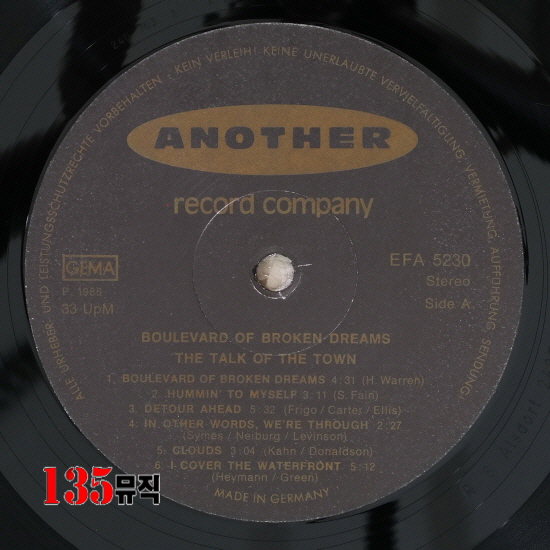 ALLE URHEBER- UND LEISTUNGSSCHUTZRECHTE VORBEHALTEN · KEIN VERLEIH! KEINE UNERLAUBTE VERVIELFÄLTIGUNG, VERMIETUNG, AUFFÜHRUNG, SENDUNG!
ANOTHER
record company
GEMA
EFA 5230
P. 1985
Stereo
33 UpM
Side A
BOULEVARD OF BROKEN DREAMS
THE TALK OF THE TOWN
1. BOULEVARD OF BROKEN DREAMS 4:31 (H. Warren)
2. HUMMIN' TO MYSELF 3:11 (S. Fain)
3. DETOUR AHEAD 5:32 (Frigo/Carter/Ellis)
4. IN OTHER WORDS, WE'RE THROUGH 2:27
(Symes/Neiburg/Levinson)
5. CLOUDS 3:04 (Kahn/Donaldson)
6. I COVER THE WATERFRONT 5:12
(Heymann/Green)
MADE IN GERMANY
135뮤직